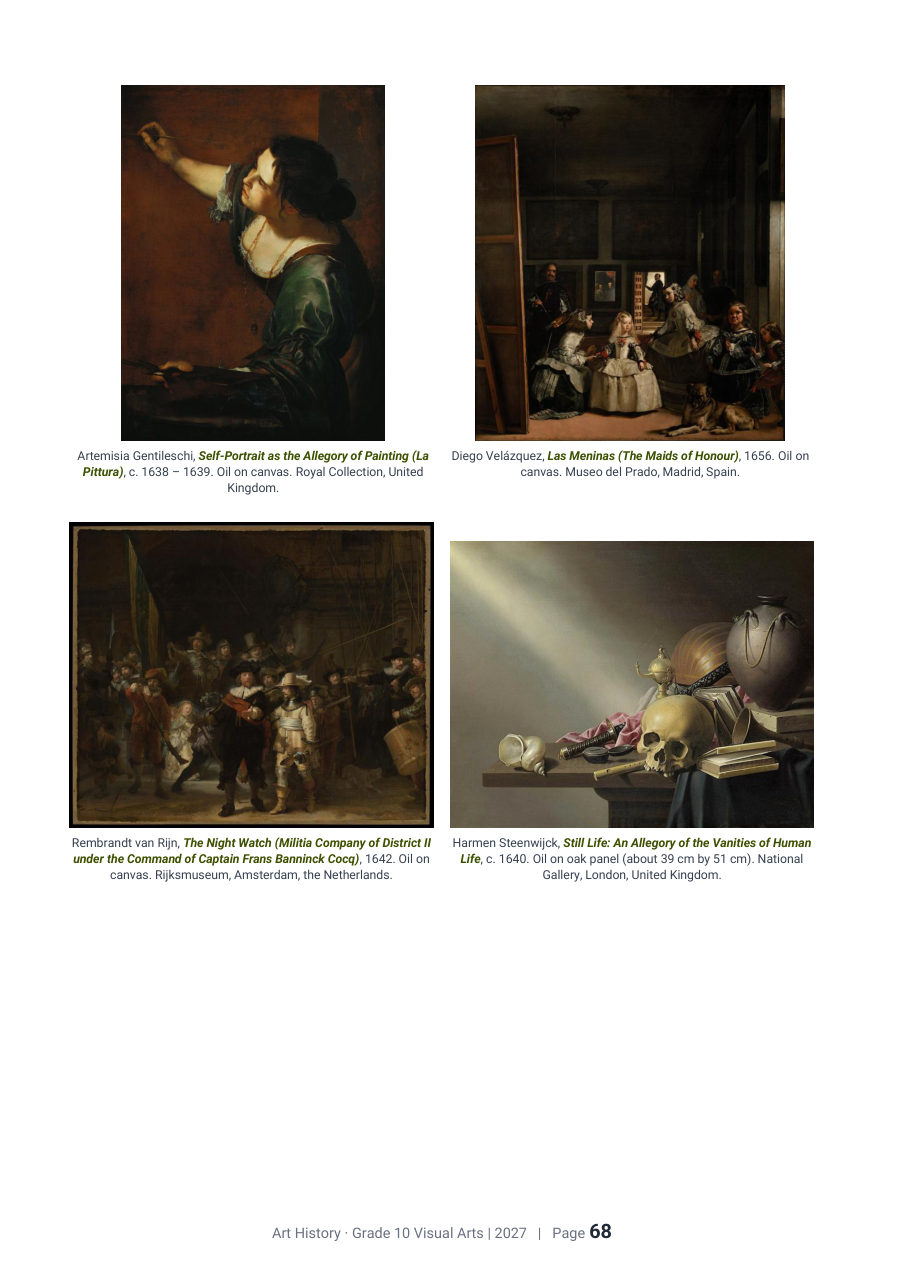 Artemisia Gentileschi, Self-Portrait as the Allegory of Painting (La
Pittura), c. 1638 – 1639. Oil on canvas. Royal Collection, United
Kingdom.
Diego Velázquez, Las Meninas (The Maids of Honour), 1656. Oil on
canvas. Museo del Prado, Madrid, Spain.
Rembrandt van Rijn, The Night Watch (Militia Company of District II
under the Command of Captain Frans Banninck Cocq), 1642. Oil on
canvas. Rijksmuseum, Amsterdam, the Netherlands.
Harmen Steenwijck, Still Life: An Allegory of the Vanities of Human
Life, c. 1640. Oil on oak panel (about 39 cm by 51 cm). National
Gallery, London, United Kingdom.
Art History · Grade 10 Visual Arts | 2027 | Page 68